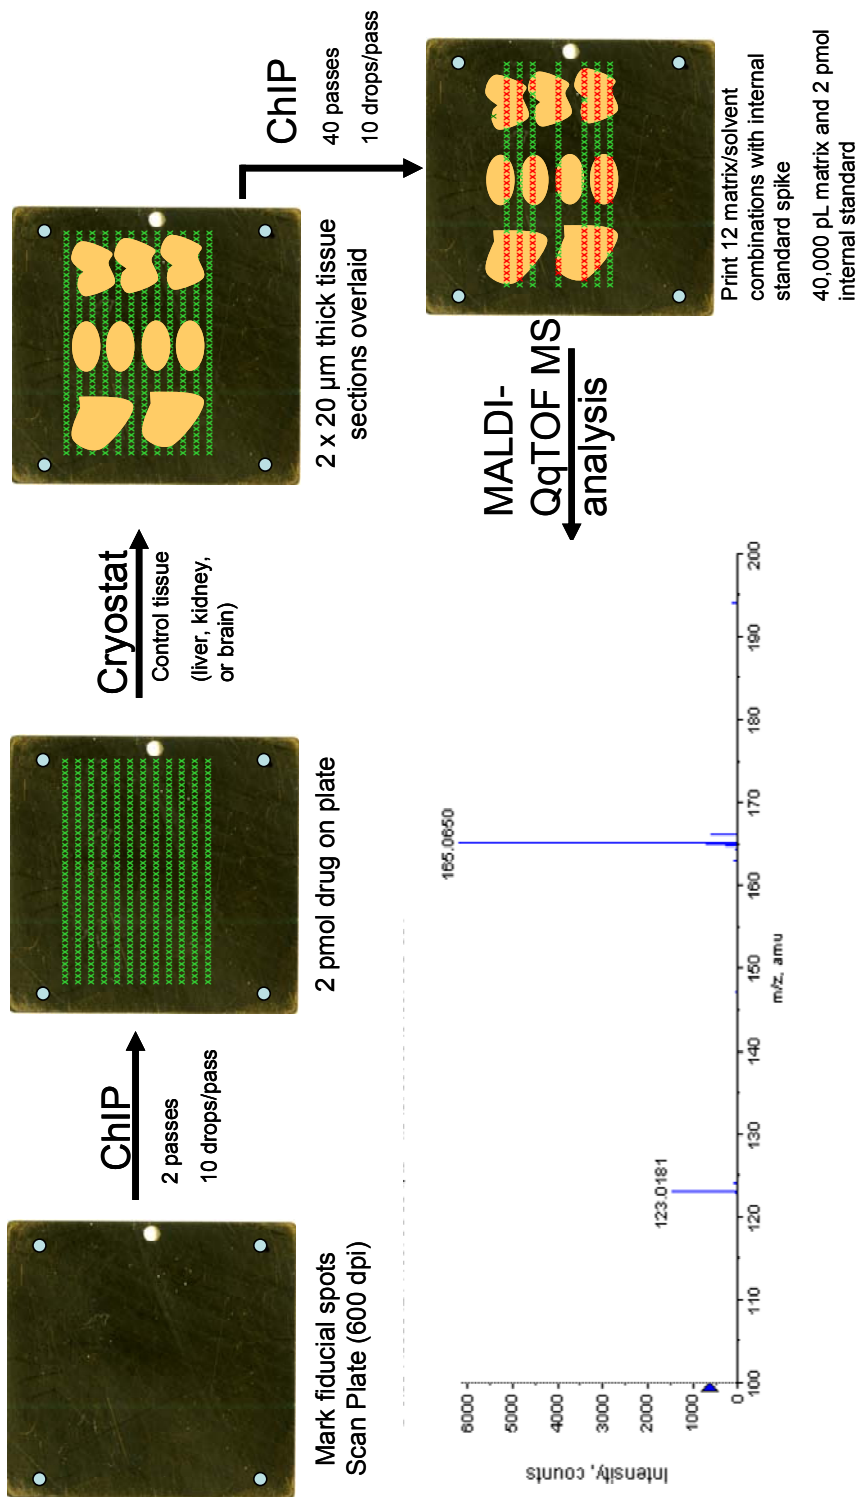 Mark fiducial spots
Scan Plate (600 dpi)
ChIP
2 passes
10 drops/pass
2 pmol drug on plate
Cryostat
Control tissue
(liver, kidney,
or brain)
2 x 20 µm thick tissue
sections overlaid
ChIP
40 passes
10 drops/pass
Print 12 matrix/solvent
combinations with internal
standard spike
40,000 pL matrix and 2 pmol
internal standard
MALDI-
QqTOF MS
analysis
Intensity, counts
6000
5000
4000
3000
2000
1000
0
123.0181
165.0650
100
110
120
130
140
150
160
170
180
190
200
m/z, amu